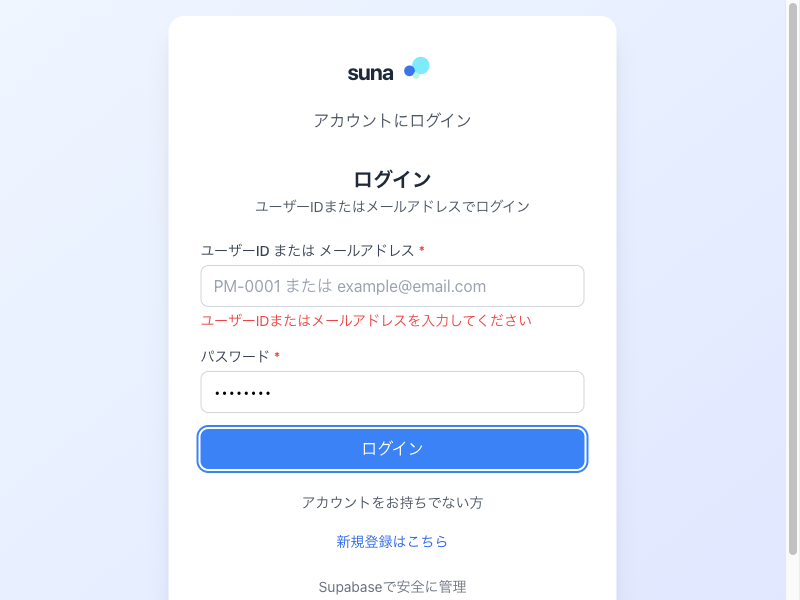 suna
アカウントにログイン
ログイン
ユーザーIDまたはメールアドレスでログイン
ユーザーID または メールアドレス *
PM-0001 または example@email.com
ユーザーIDまたはメールアドレスを入力してください
パスワード *
••••••••
ログイン
アカウントをお持ちでない方
新規登録はこちら
Supabaseで安全に管理